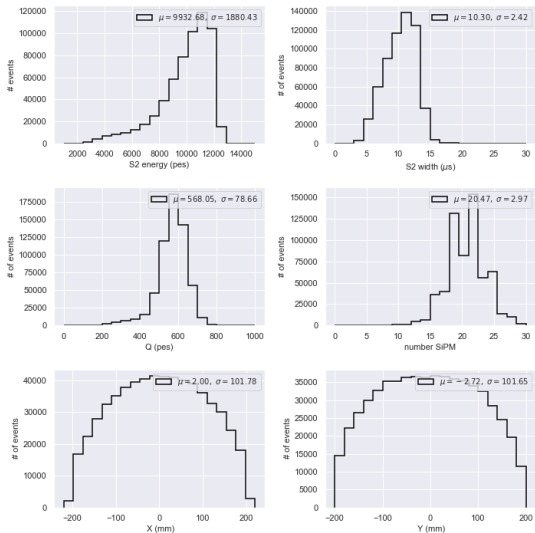 μ = 9932.68, σ = 1880.43
120000
100000
80000
60000
40000
20000
0
# of events
2000 4000 6000 8000 10000 12000 14000
S2 energy (pes)
μ = 10.30, σ = 2.42
140000
120000
100000
80000
60000
40000
20000
0
# of events
0 5 10 15 20 25 30
S2 width (μs)
μ = 568.05, σ = 78.66
175000
150000
125000
100000
75000
50000
25000
0
# of events
0 200 400 600 800 1000
Q (pes)
μ = 20.47, σ = 2.97
150000
125000
100000
75000
50000
25000
0
# of events
0 5 10 15 20 25 30
number SiPM
μ = 2.00, σ = 101.78
40000
30000
20000
10000
0
# of events
−200 −100 0 100 200
X (mm)
μ = −2.72, σ = 101.65
35000
30000
25000
20000
15000
10000
5000
0
# of events
−200 −100 0 100 200
Y (mm)